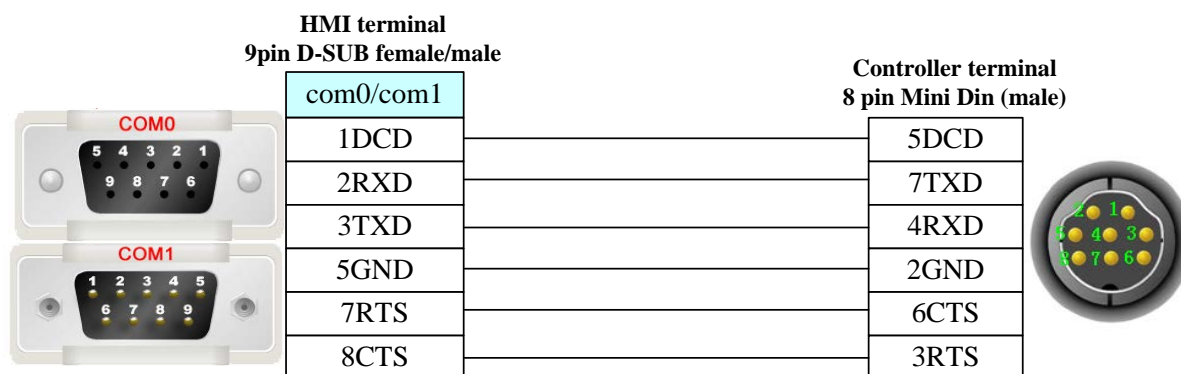 HMI terminal
9pin D-SUB female/male
com0/com1
Controller terminal
8 pin Mini Din (male)
COM0
5 4 3 2 1
9 8 7 6
COM1
1 2 3 4 5
6 7 8 9
1DCD
5DCD
2RXD
7TXD
3TXD
4RXD
5GND
2GND
7RTS
6CTS
8CTS
3RTS
2 1
5 4 3
8 7 6